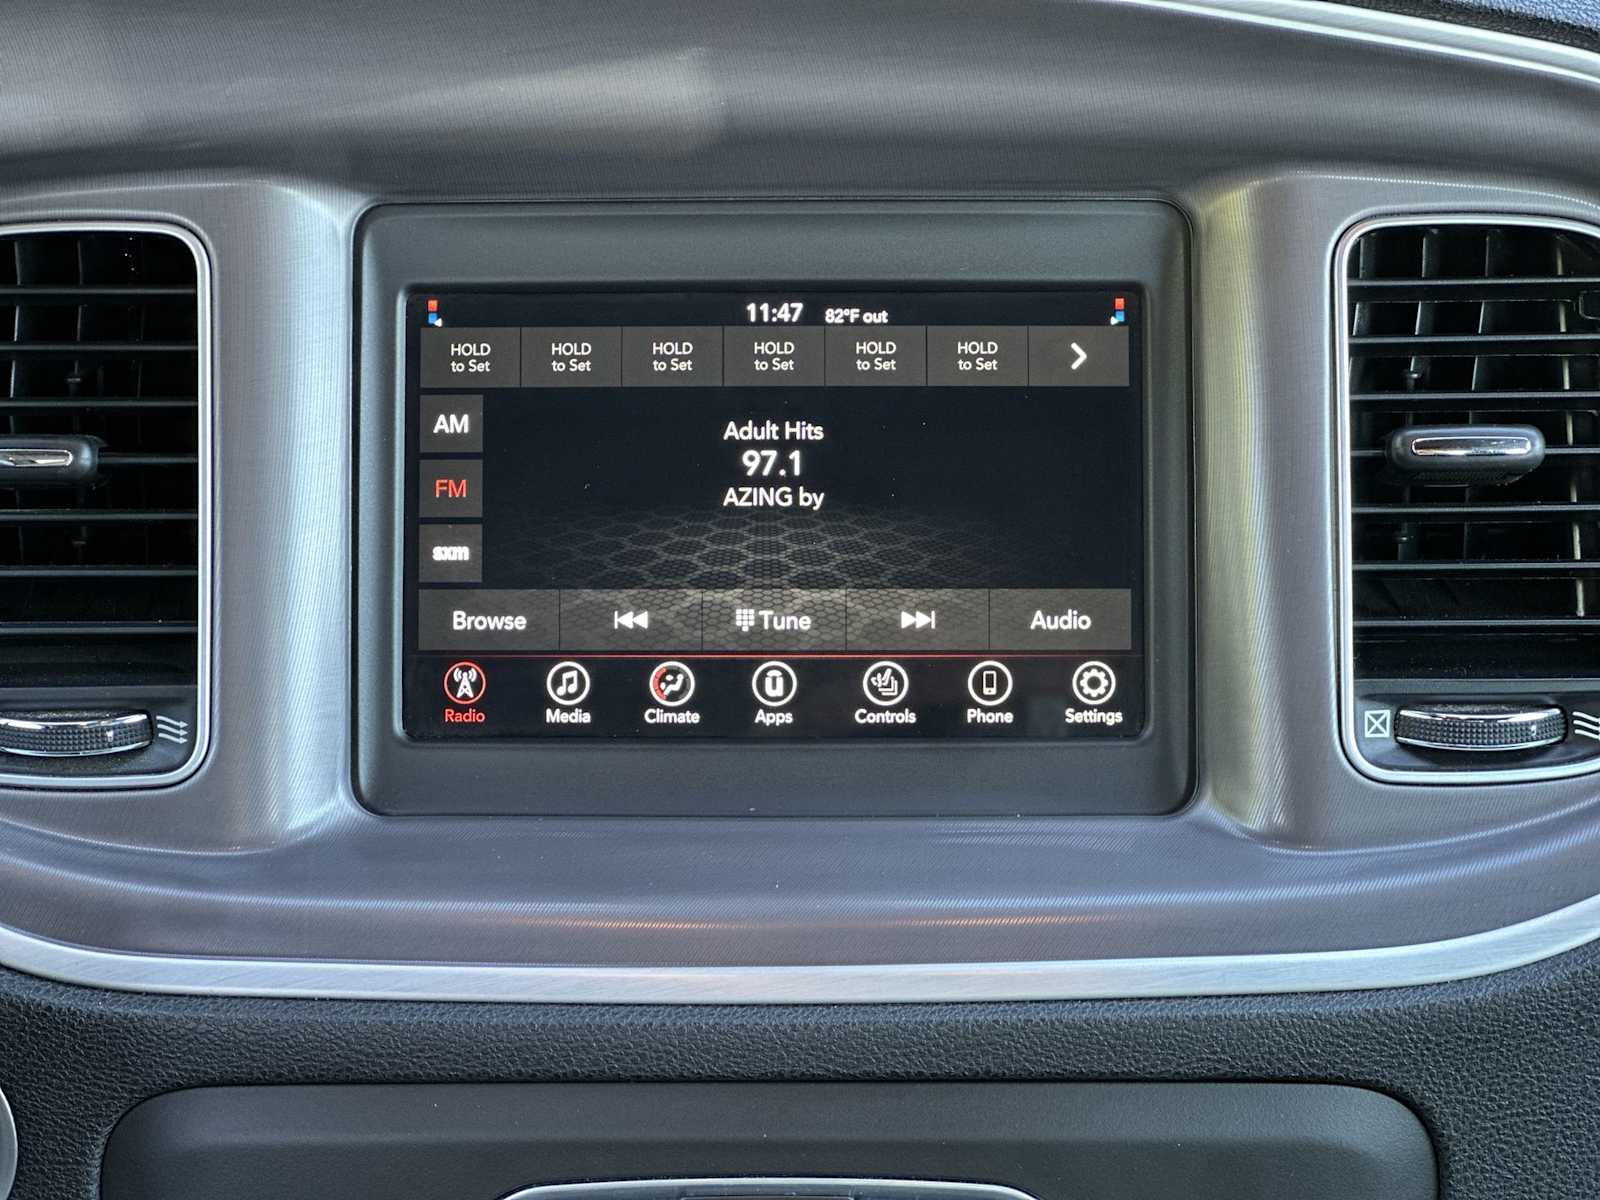 11:47 82°F out
HOLD to Set
HOLD to Set
HOLD to Set
HOLD to Set
HOLD to Set
HOLD to Set
AM
FM
sxm
Adult Hits
97.1
AZING by
Browse
Tune
Audio
Radio
Media
Climate
Apps
Controls
Phone
Settings